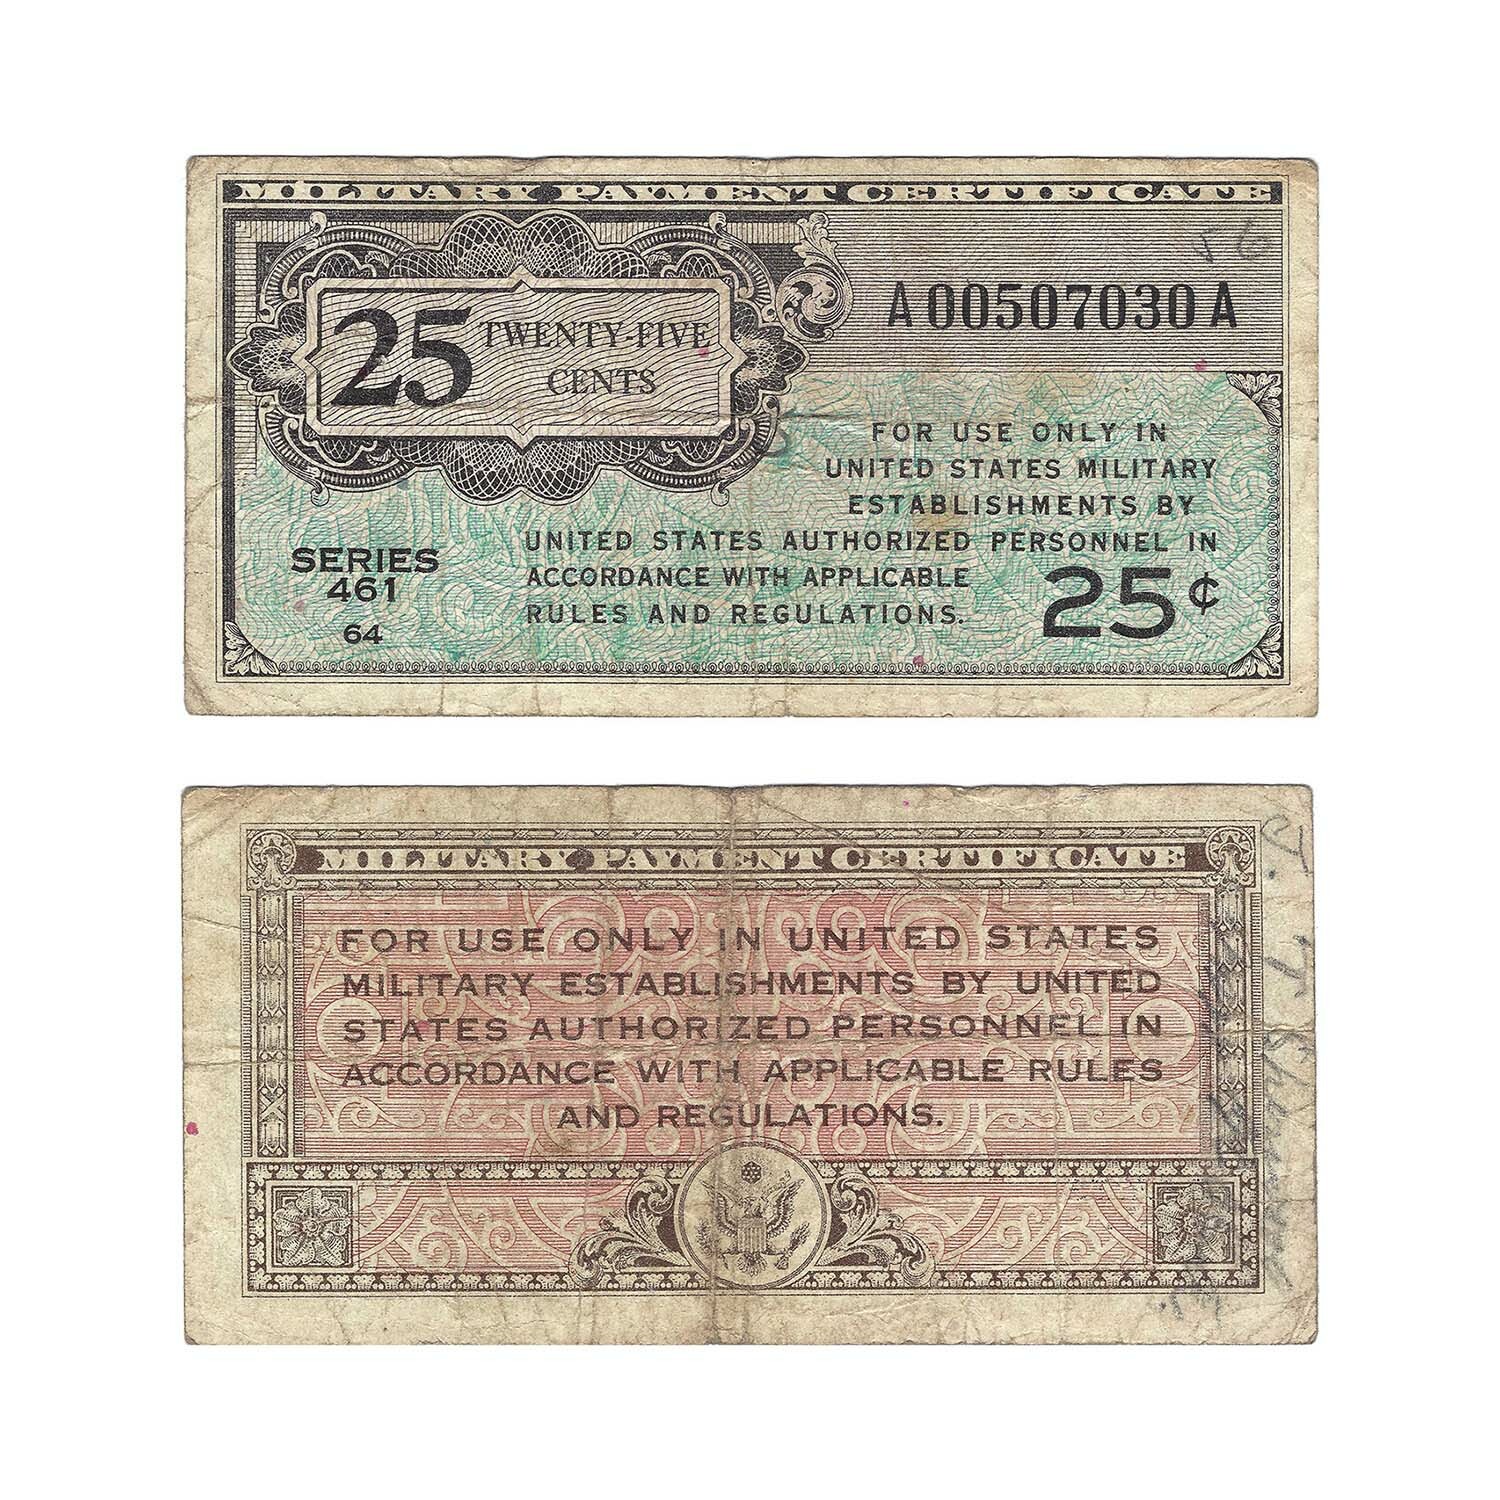 MILITARY PAYMENT CERTIFICATE
A00507030A
25 TWENTY-FIVE
CENTS
FOR USE ONLY IN
UNITED STATES MILITARY
ESTABLISHMENTS BY
UNITED STATES AUTHORIZED PERSONNEL IN
ACCORDANCE WITH APPLICABLE
RULES AND REGULATIONS.
SERIES
461
64
25¢
MILITARY PAYMENT CERTIFICATE
FOR USE ONLY IN UNITED STATES
MILITARY ESTABLISHMENTS BY UNITED
STATES AUTHORIZED PERSONNEL IN
ACCORDANCE WITH APPLICABLE RULES
AND REGULATIONS.